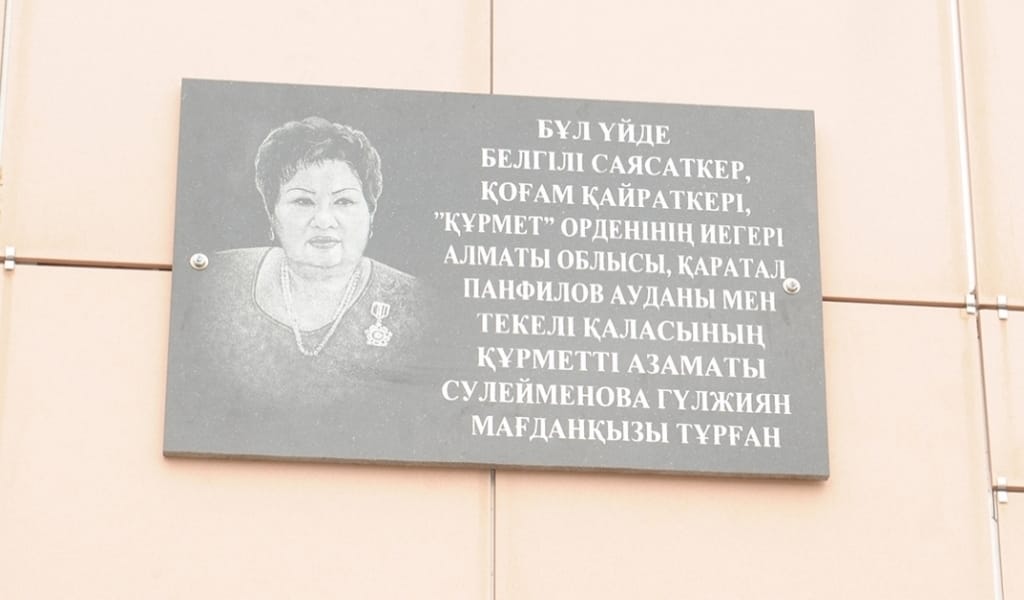 БҰЛ ҮЙДЕ
БЕЛГІЛІ САЯСАТКЕР,
ҚОҒАМ ҚАЙРАТКЕРІ,
”ҚҰРМЕТ” ОРДЕНІНІҢ ИЕГЕРІ
АЛМАТЫ ОБЛЫСЫ, ҚАРАТАЛ
ПАНФИЛОВ АУДАНЫ МЕН
ТЕКЕЛІ ҚАЛАСЫНЫҢ
ҚҰРМЕТТІ АЗАМАТЫ
СУЛЕЙМЕНОВА ГҮЛЖИЯН
МАҒДАНҚЫЗЫ ТҰРҒАН